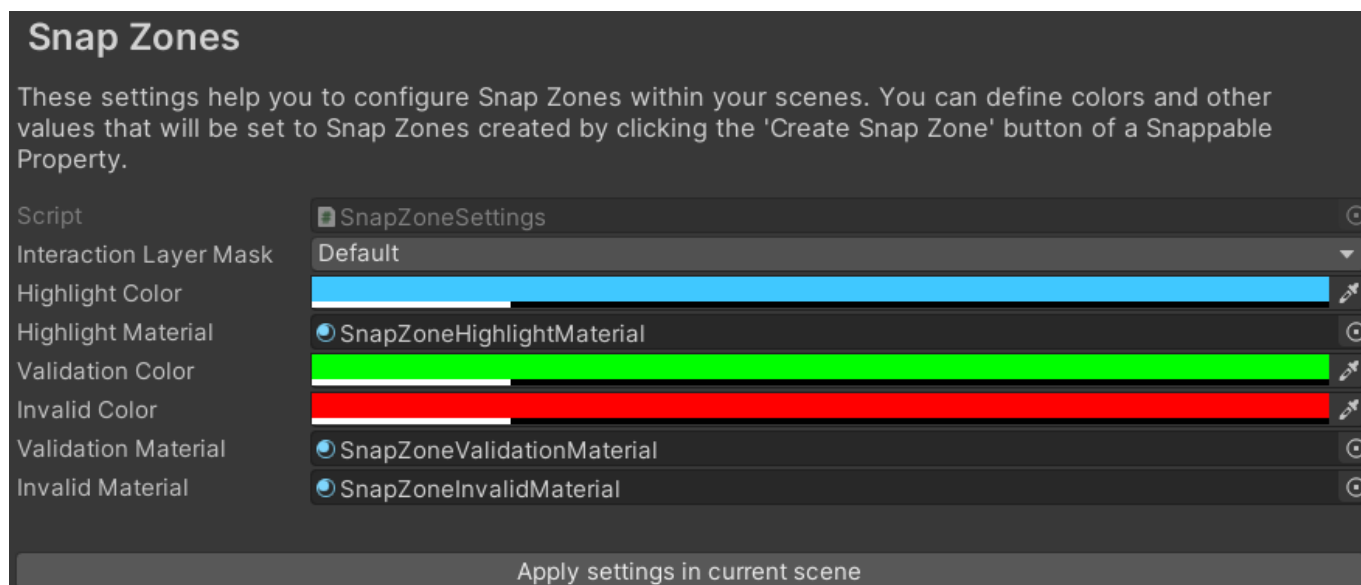 Snap Zones
These settings help you to configure Snap Zones within your scenes. You can define colors and other
values that will be set to Snap Zones created by clicking the 'Create Snap Zone' button of a Snappable
Property.
Script SnapZoneSettings
Interaction Layer Mask Default
Highlight Color
Highlight Material SnapZoneHighlightMaterial
Validation Color
Invalid Color
Validation Material SnapZoneValidationMaterial
Invalid Material SnapZoneInvalidMaterial
Apply settings in current scene